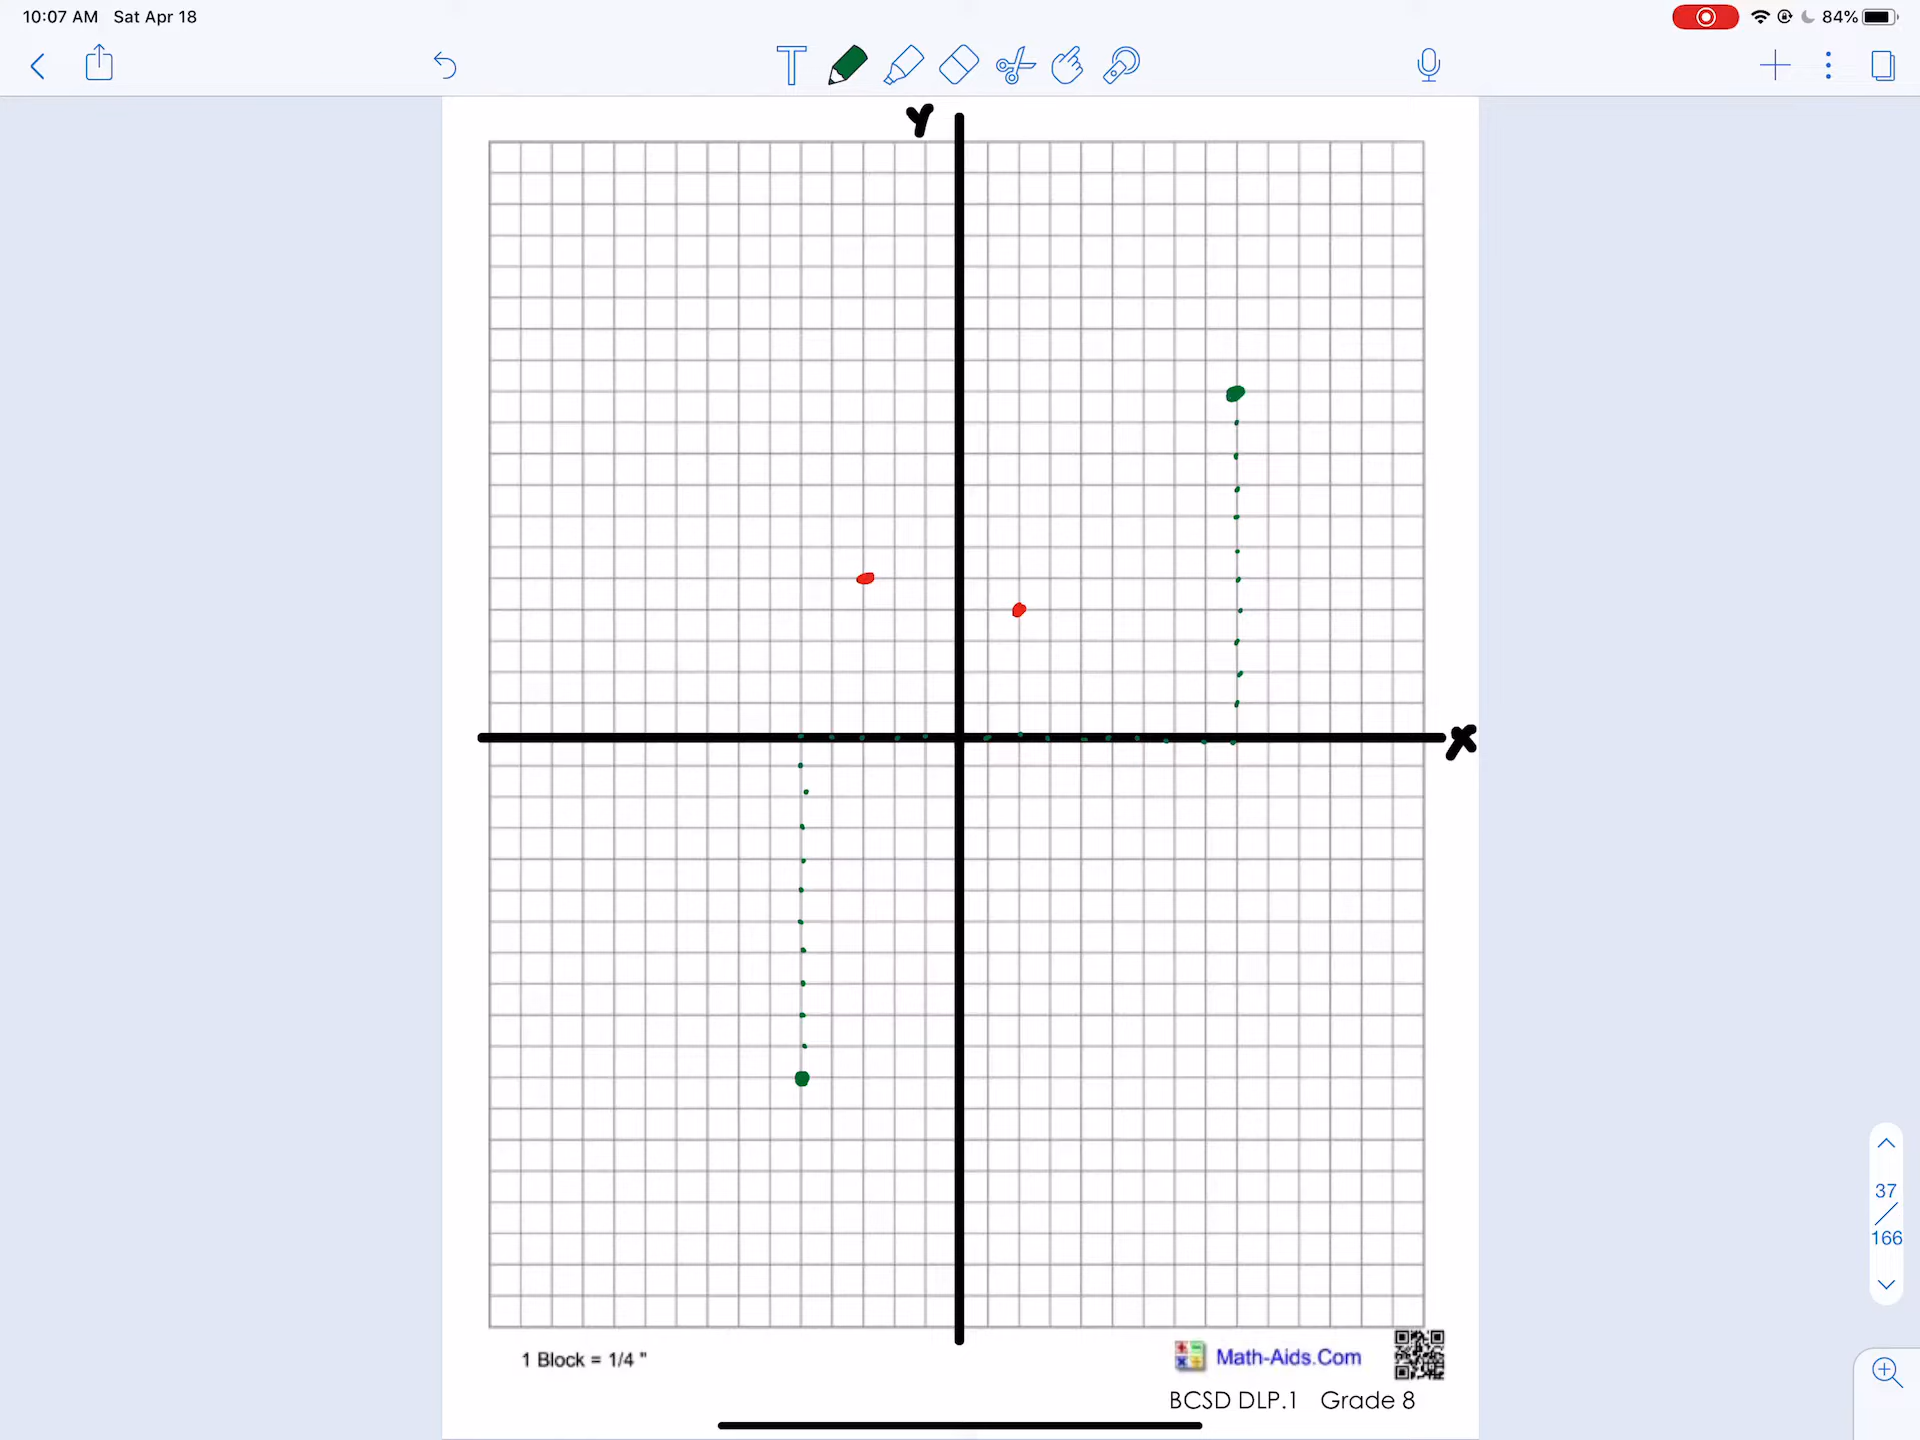 10:07 AM Sat Apr 18
84%
T
Y
X
37
166
1 Block = 1/4 "
Math-Aids.Com
BCSD DLP.1 Grade 8